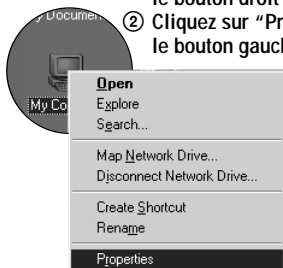 le bouton droit
② Cliquez sur “Pr
le bouton gauc
My Documen
My Co
Open
Explore
Search...
Map Network Drive...
Disconnect Network Drive...
Create Shortcut
Rename
Properties